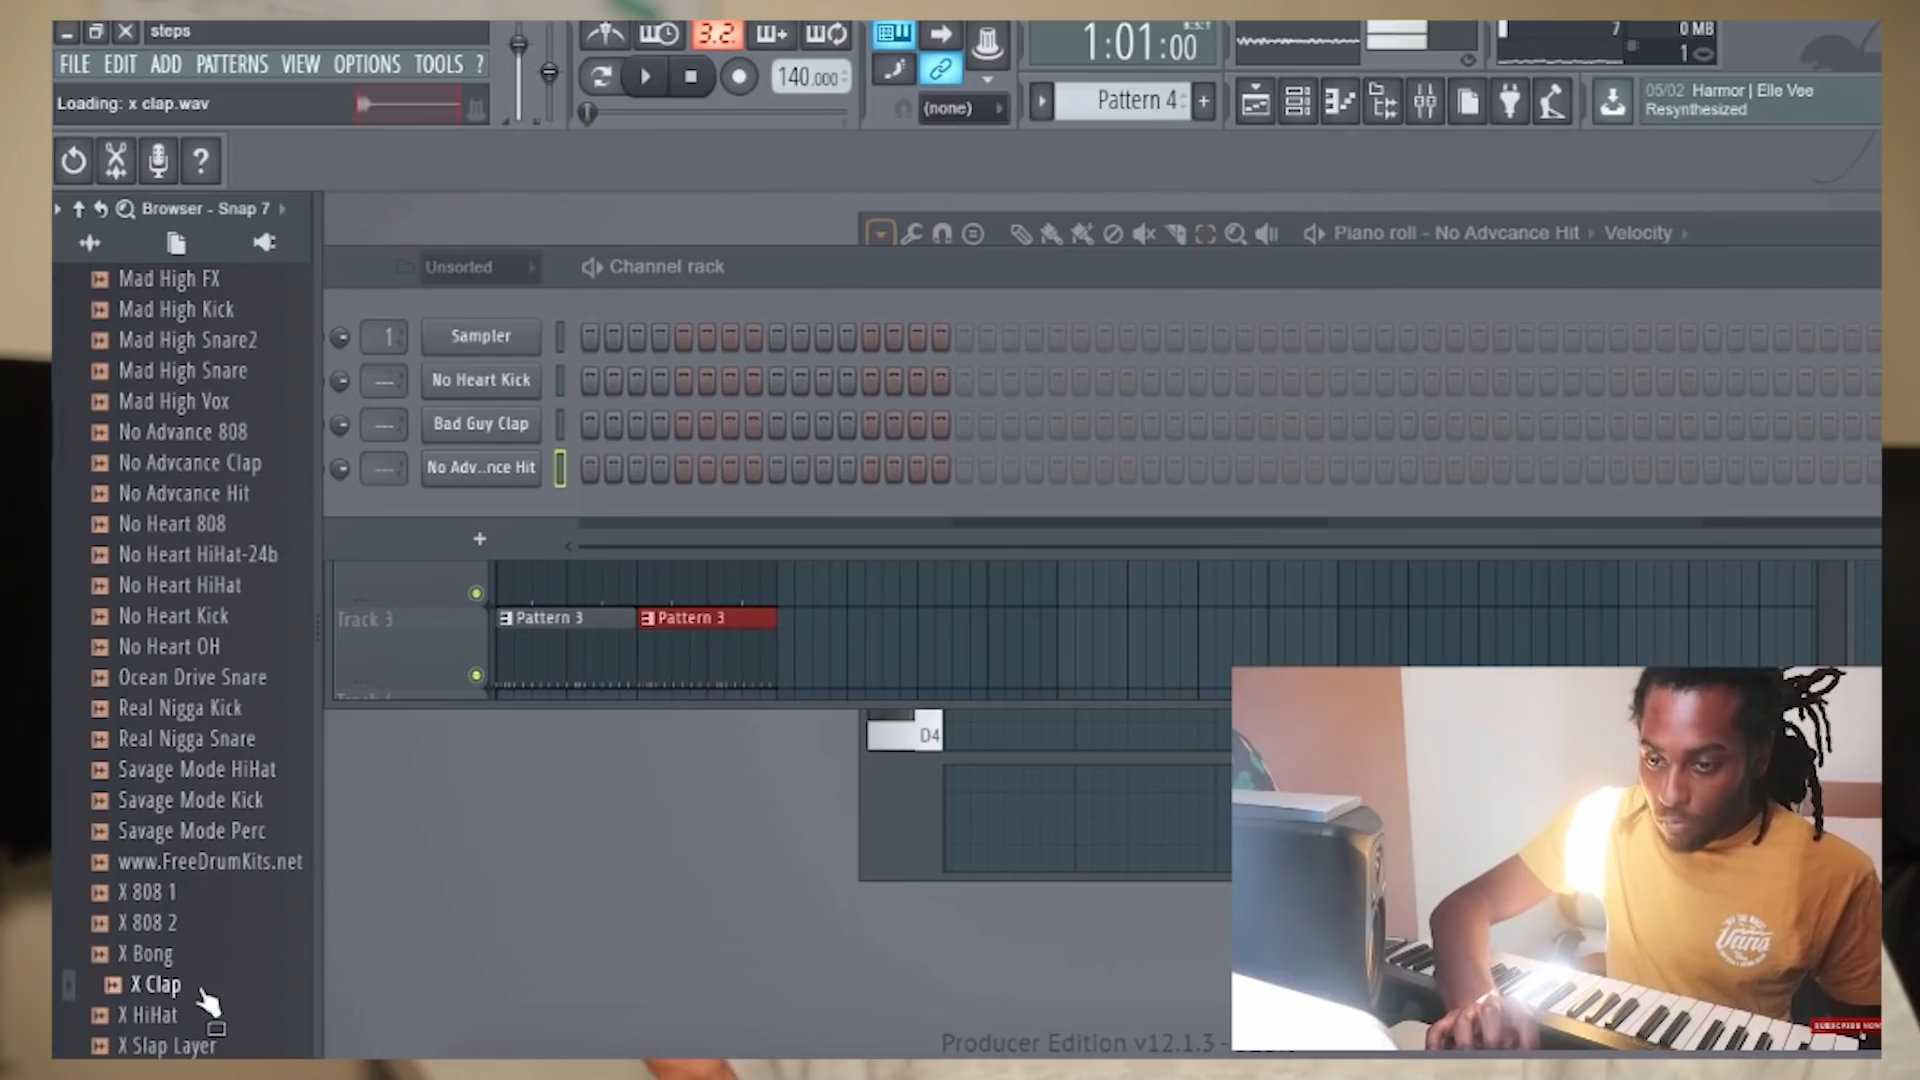 steps
FILE EDIT ADD PATTERNS VIEW OPTIONS TOOLS ?
Loading: x clap.wav
3.2.
140.000
1:01:00
B:S:T
(none)
Pattern 4
+
7
0 MB
1
05/02 Harmor | Elle Vee
Resynthesized
?
Browser - Snap 7
Mad High FX
Mad High Kick
Mad High Snare2
Mad High Snare
Mad High Vox
No Advance 808
No Advcance Clap
No Advcance Hit
No Heart 808
No Heart HiHat-24b
No Heart HiHat
No Heart Kick
No Heart OH
Ocean Drive Snare
Real Nigga Kick
Real Nigga Snare
Savage Mode HiHat
Savage Mode Kick
Savage Mode Perc
www.FreeDrumKits.net
X 808 1
X 808 2
X Bong
X Clap
X HiHat
X Slap Layer
Piano roll - No Advcance Hit Velocity
Unsorted
Channel rack
1 Sampler
--- No Heart Kick
--- Bad Guy Clap
--- No Adv..nce Hit
+
Track 3
Pattern 3 Pattern 3
D4
Producer Edition v12.1.3 -
Vans
SUBSCRIBE NOW